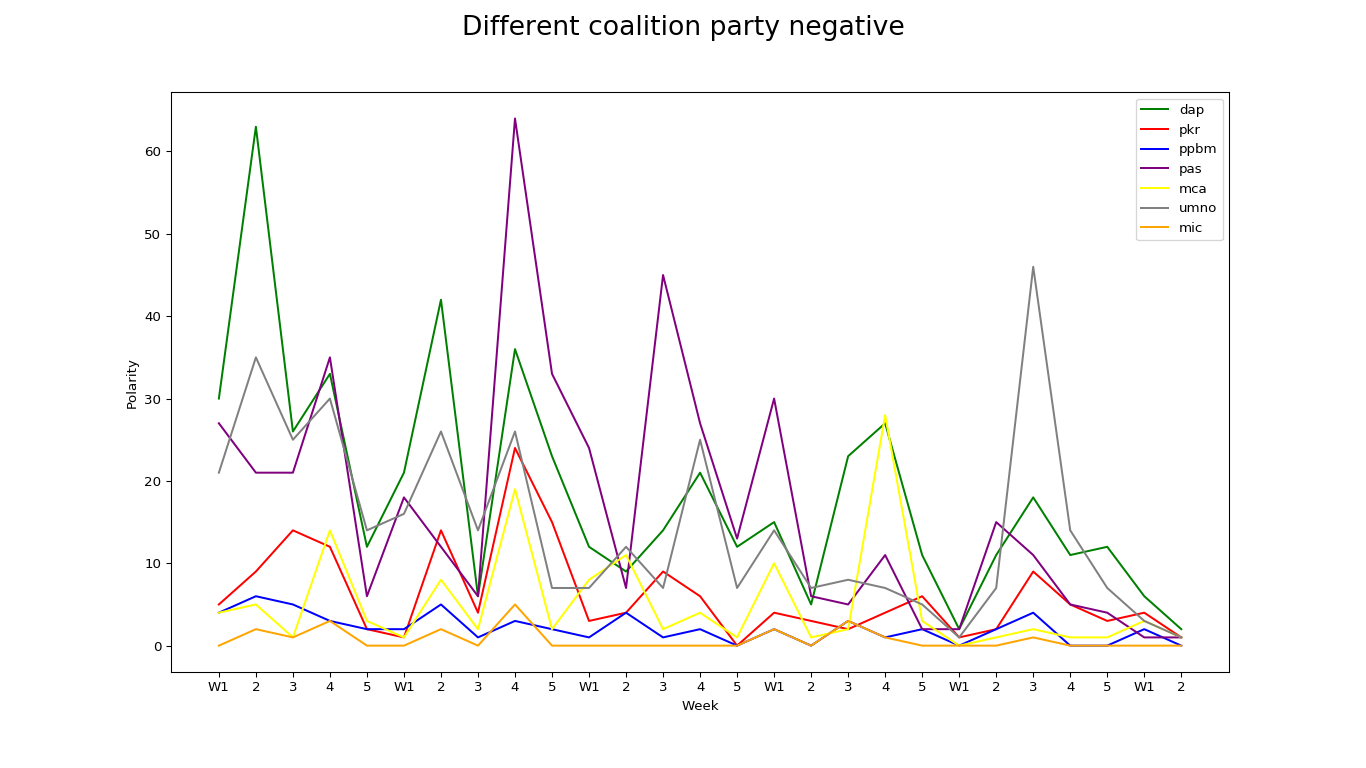 Different coalition party negative
dap
pkr
ppbm
pas
mca
umno
mic
60
50
40
30
20
10
0
Polarity
W1 2 3 4 5 W1 2 3 4 5 W1 2 3 4 5 W1 2 3 4 5 W1 2 3 4 5 W1 2
Week